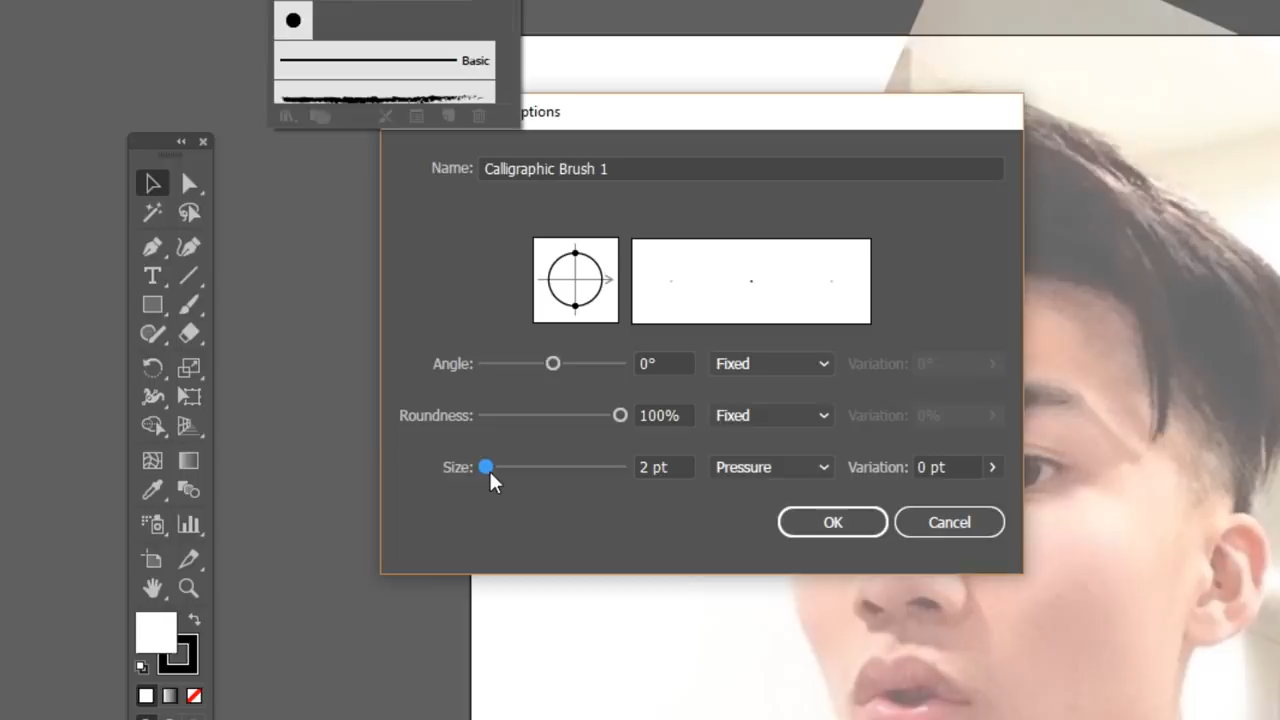 Basic
ptions
Name: Calligraphic Brush 1
Angle: 0° Fixed Variation: 0°
Roundness: 100% Fixed Variation: 0%
Size: 2 pt Pressure Variation: 0 pt
OK Cancel